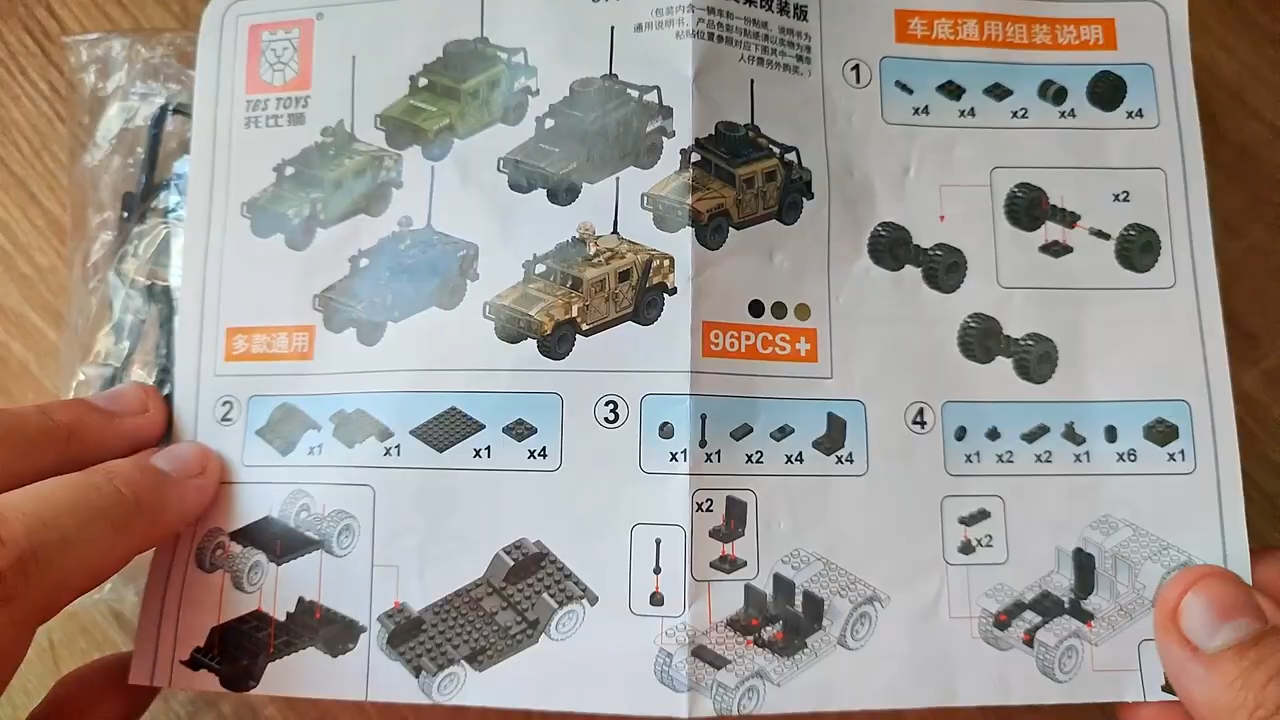 ®
TBS TOYS
托比狮
改装版
(包装内含一辆车和一份贴纸，说明书为
通用说明书，产品色彩与贴纸请以实物为准
粘贴位置参照对应下图其中一辆车
人仔需另外购买。)
多款通用
96PCS+
车底通用组装说明
1
x4 x4 x2 x4 x4
x2
2
x1 x1 x1 x4
3
x1 x1 x2 x4 x4
x2
4
x1 x2 x2 x1 x6 x1
x2